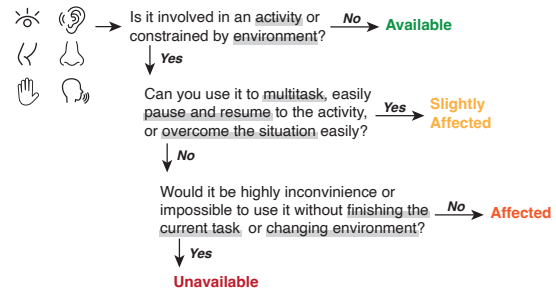 Is it involved in an activity or
constrained by environment?
No
Available
Yes
Can you use it to multitask, easily
pause and resume to the activity,
or overcome the situation easily?
Yes
Slightly
Affected
No
Would it be highly inconvinience or
impossible to use it without finishing the
current task or changing environment?
No
Affected
Yes
Unavailable